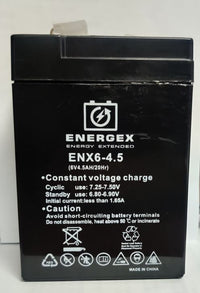 ENERGEX
ENERGY EXTENDED
ENX6-4.5
(6V4.5AH/20Hr)
•Constant voltage charge
Cyclic use: 7.25-7.50V
Standby use: 6.80-6.90V
Initial current:less than 1.65A
•CAUTION
Avoid short-circuiting battery terminals
Do not disassemble, heat above 50°C or incinerate
Pb
MADE IN CHINA